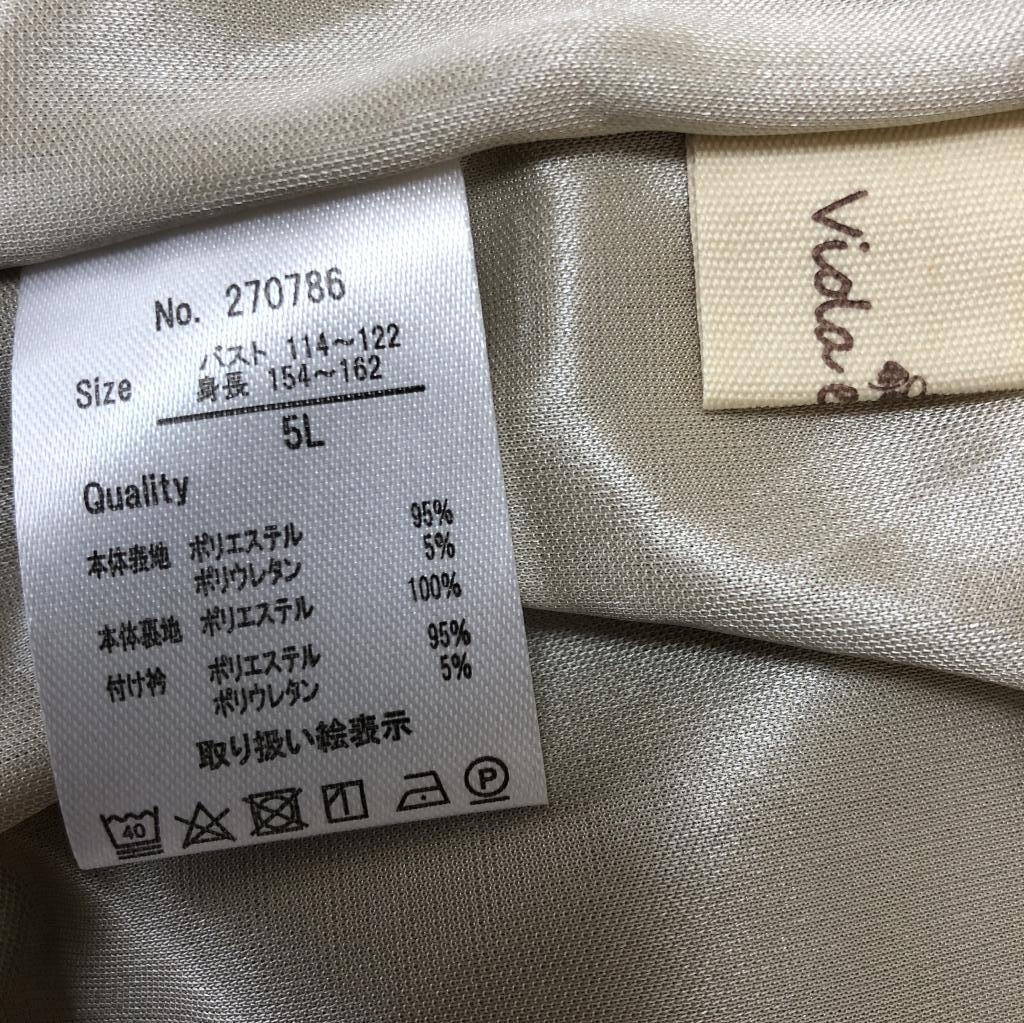 No. 270786
Size
バスト 114～122
身長 154～162
5L
Quality
本体表地 ポリエステル 95%
ポリウレタン 5%
本体裏地 ポリエステル 100%
付け衿 ポリエステル 95%
ポリウレタン 5%
取り扱い絵表示
40
P
Vida